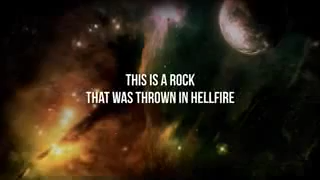 THIS IS A ROCK
THAT WAS THROWN IN HELLFIRE